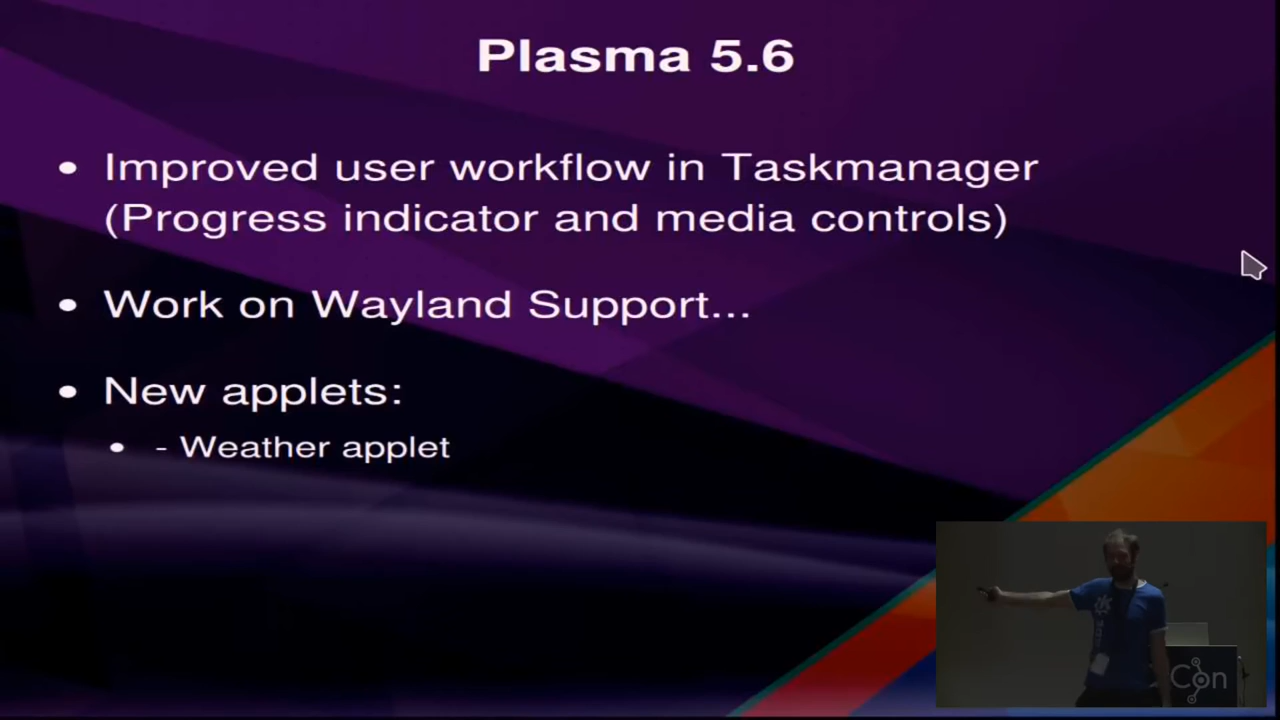 Plasma 5.6
• Improved user workflow in Taskmanager
(Progress indicator and media controls)
• Work on Wayland Support...
• New applets:
• - Weather applet
Con